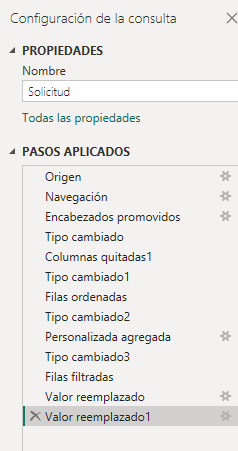 Configuración de la consulta
PROPIEDADES
Nombre
Solicitud
Todas las propiedades
PASOS APLICADOS
Origen
Navegación
Encabezados promovidos
Tipo cambiado
Columnas quitadas1
Tipo cambiado1
Filas ordenadas
Tipo cambiado2
Personalizada agregada
Tipo cambiado3
Filas filtradas
Valor reemplazado
Valor reemplazado1